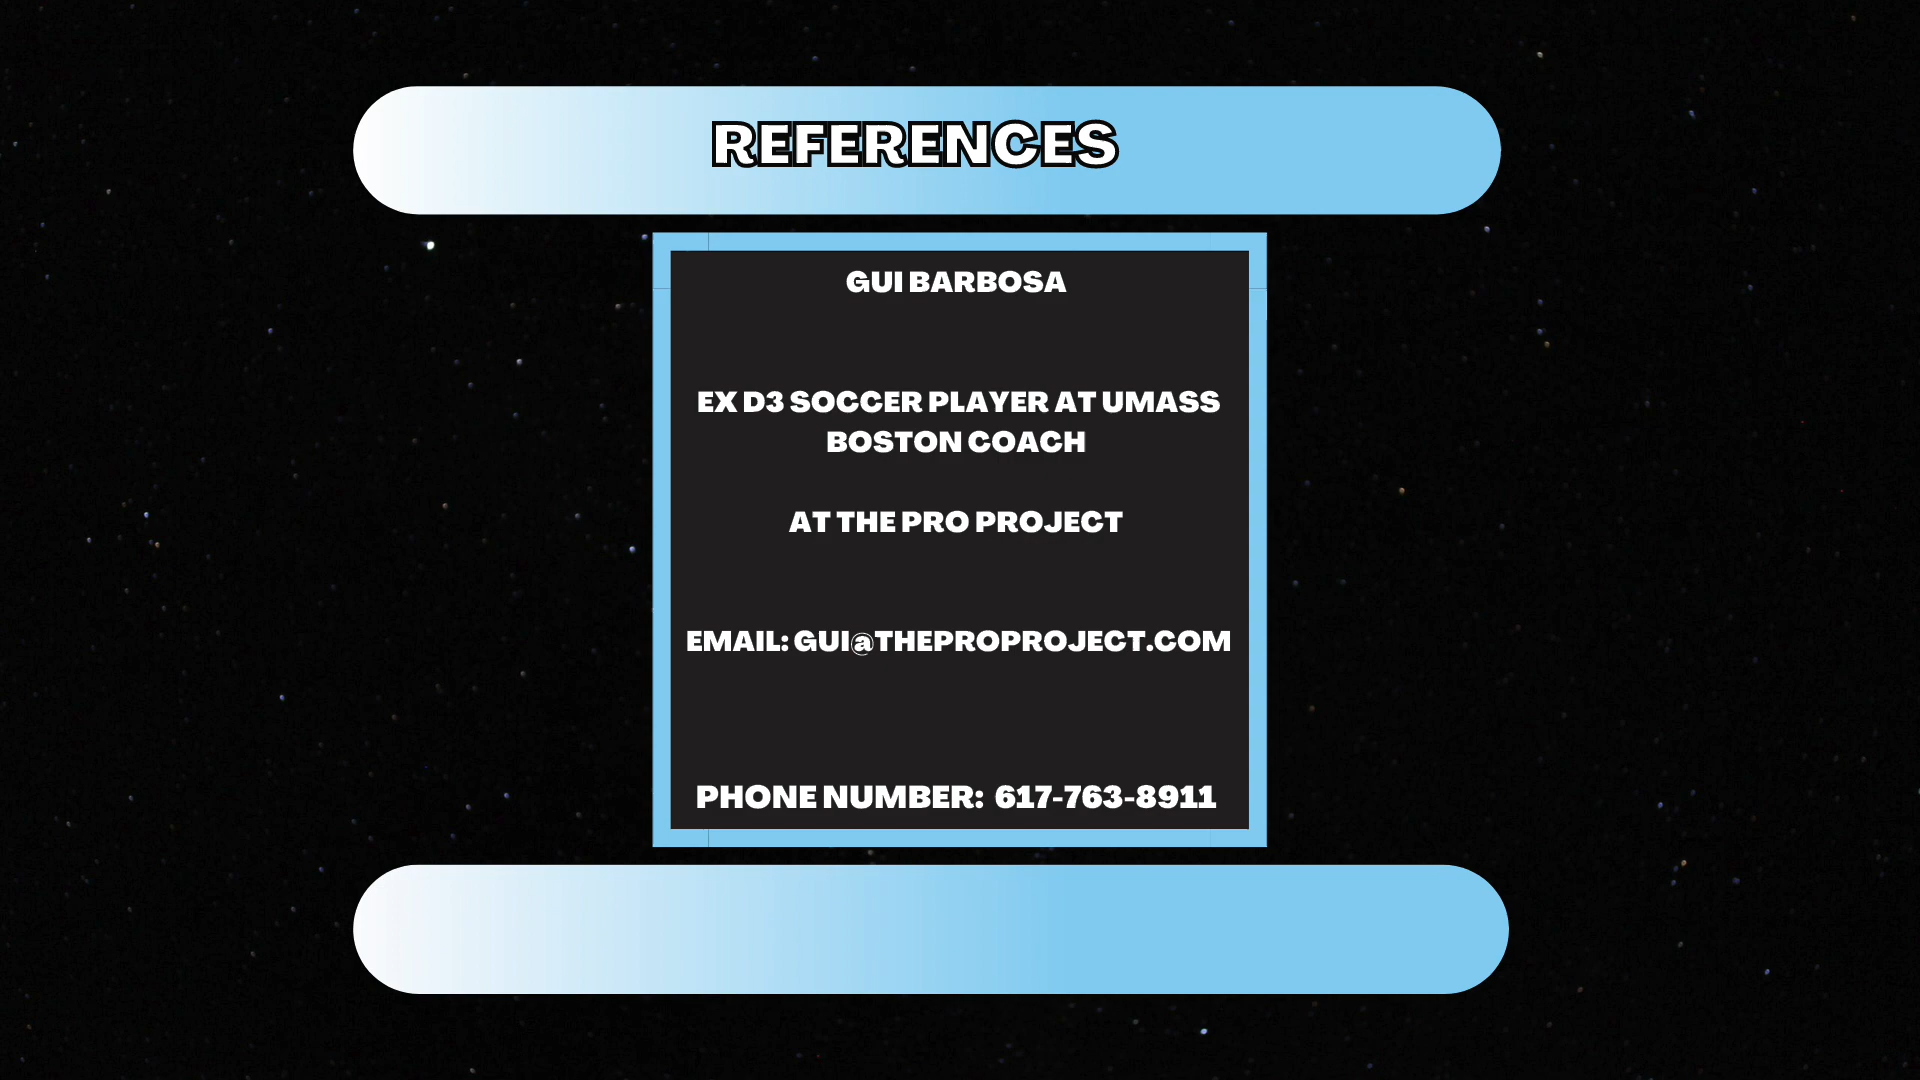 REFERENCES
GUI BARBOSA
EX D3 SOCCER PLAYER AT UMASS
BOSTON COACH
AT THE PRO PROJECT
EMAIL: GUI@THEPROPROJECT.COM
PHONE NUMBER: 617-763-8911